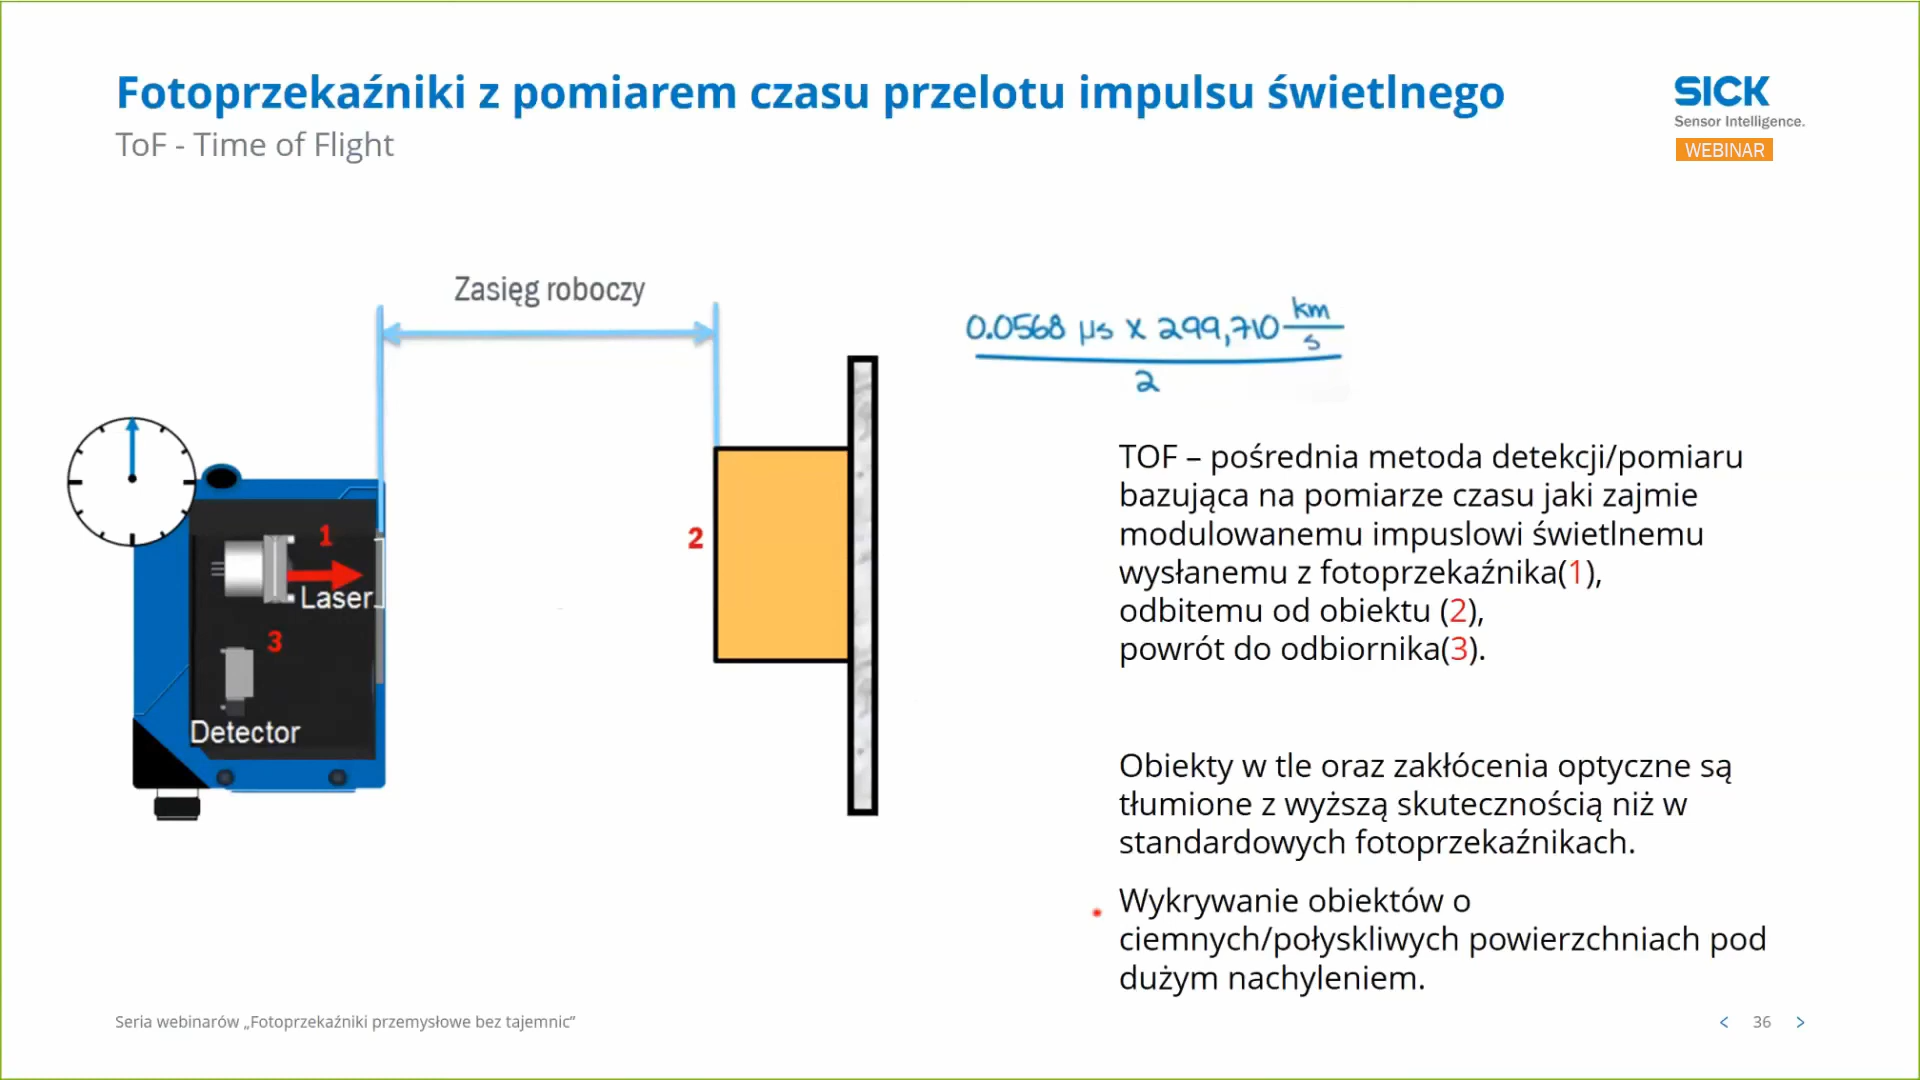 Fotoprzekaźniki z pomiarem czasu przelotu impulsu świetlnego
ToF - Time of Flight
SICK
Sensor Intelligence.
WEBINAR
Zasięg roboczy
0.0568 µs x 299,710 km/s
2
1
Laser
2
3
Detector
TOF – pośrednia metoda detekcji/pomiaru
bazująca na pomiarze czasu jaki zajmie
modulowanemu impuslowi świetlnemu
wysłanemu z fotoprzekaźnika(1),
odbitemu od obiektu (2),
powrót do odbiornika(3).
Obiekty w tle oraz zakłócenia optyczne są
tłumione z wyższą skutecznością niż w
standardowych fotoprzekaźnikach.
Wykrywanie obiektów o
ciemnych/połyskliwych powierzchniach pod
dużym nachyleniem.
Seria webinarów „Fotoprzekaźniki przemysłowe bez tajemnic”
< 36 >